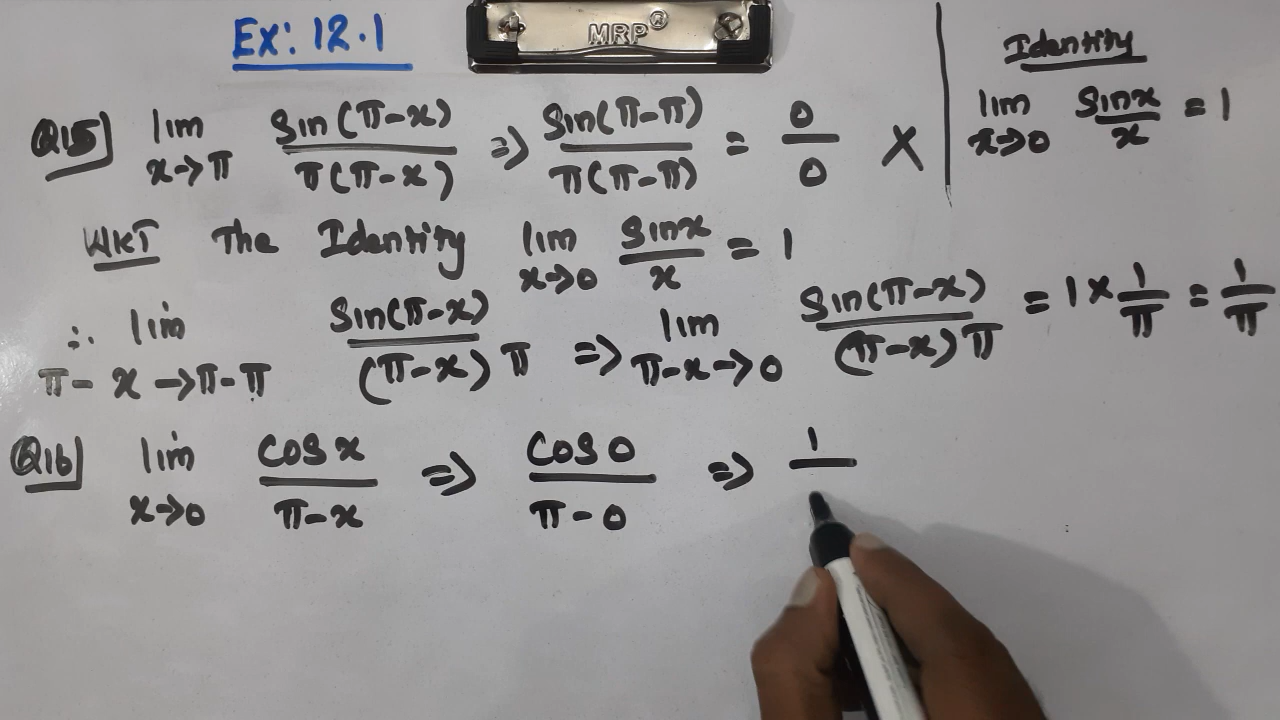 Ex: 12.1
MRP®
Identity
lim x→0 sinx/x = 1
Q15] lim x→π sin(π-x)/π(π-x) => sin(π-π)/π(π-π) = 0/0 ×
WKT The Identity lim x→0 sinx/x = 1
∴ lim π-x→π-π sin(π-x)/(π-x)π => lim π-x→0 sin(π-x)/(π-x)π = 1×1/π = 1/π
Q16] lim x→0 cosx/π-x => cos0/π-0 => 1/